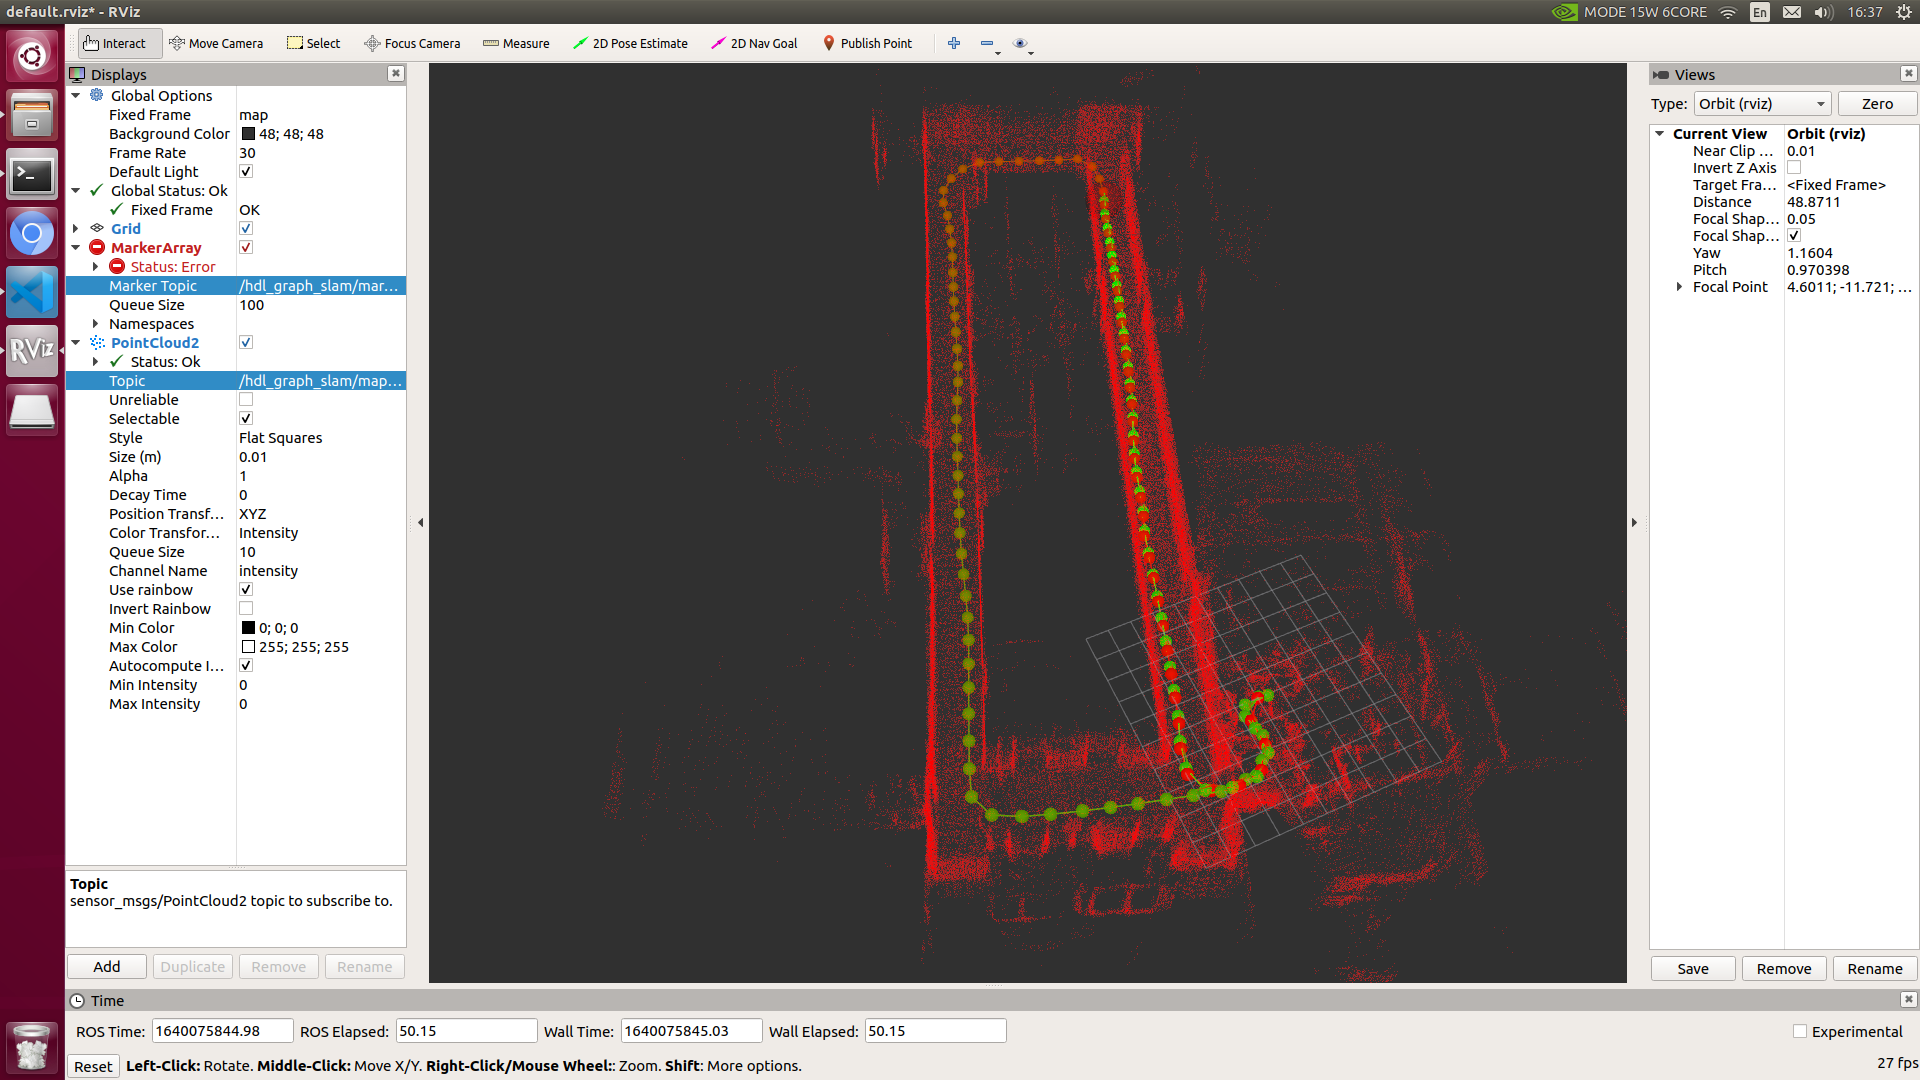 default.rviz* - RViz
MODE 15W 6CORE
En
16:37
Interact
Move Camera
Select
Focus Camera
Measure
2D Pose Estimate
2D Nav Goal
Publish Point
Displays
Global Options
Fixed Frame map
Background Color 48; 48; 48
Frame Rate 30
Default Light
Global Status: Ok
Fixed Frame OK
Grid
MarkerArray
Status: Error
Marker Topic /hdl_graph_slam/mar...
Queue Size 100
Namespaces
PointCloud2
Status: Ok
Topic /hdl_graph_slam/map...
Unreliable
Selectable
Style Flat Squares
Size (m) 0.01
Alpha 1
Decay Time 0
Position Transf... XYZ
Color Transfor... Intensity
Queue Size 10
Channel Name intensity
Use rainbow
Invert Rainbow
Min Color 0; 0; 0
Max Color 255; 255; 255
Autocompute I...
Min Intensity 0
Max Intensity 0
Topic
sensor_msgs/PointCloud2 topic to subscribe to.
Add
Duplicate
Remove
Rename
RViz
Views
Type: Orbit (rviz)
Zero
Current View Orbit (rviz)
Near Clip ... 0.01
Invert Z Axis
Target Fra... <Fixed Frame>
Distance 48.8711
Focal Shap... 0.05
Focal Shap...
Yaw 1.1604
Pitch 0.970398
Focal Point 4.6011; -11.721; ...
Save
Remove
Rename
Time
ROS Time: 1640075844.98
ROS Elapsed: 50.15
Wall Time: 1640075845.03
Wall Elapsed: 50.15
Experimental
Reset
Left-Click: Rotate. Middle-Click: Move X/Y. Right-Click/Mouse Wheel:: Zoom. Shift: More options.
27 fps